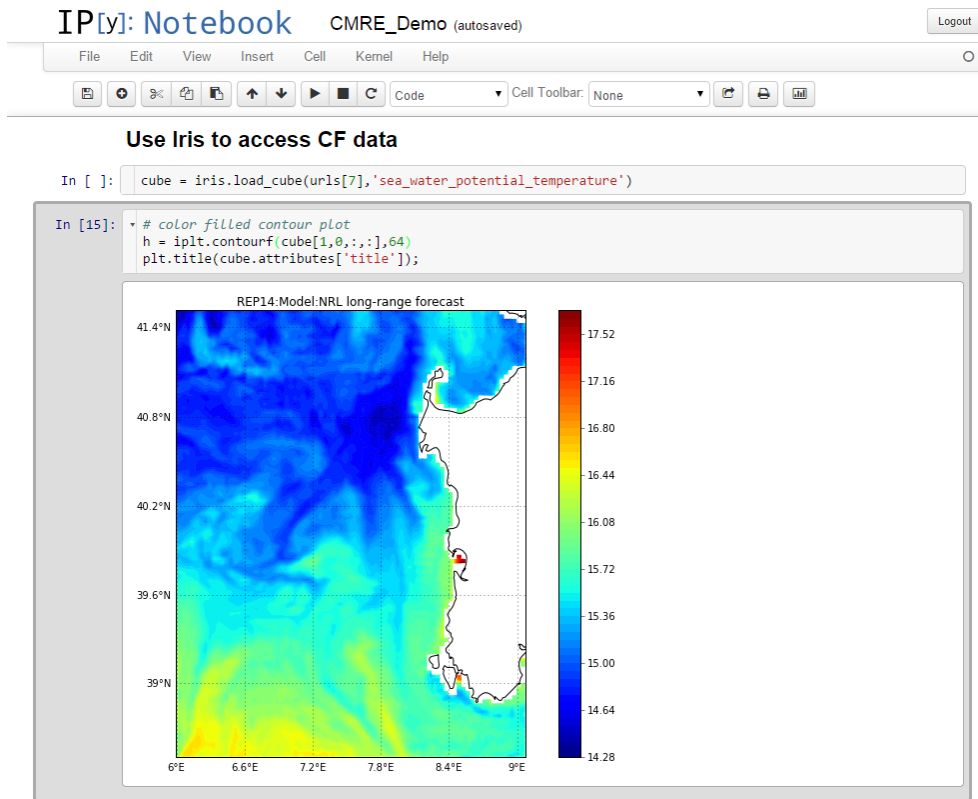 IP[y]: Notebook CMRE_Demo (autosaved) Logout
File Edit View Insert Cell Kernel Help
Code Cell Toolbar: None
Use Iris to access CF data
In [ ]: cube = iris.load_cube(urls[7],'sea_water_potential_temperature')
In [15]: # color filled contour plot
h = iplt.contourf(cube[1,0,:,:],64)
plt.title(cube.attributes['title']);
REP14:Model:NRL long-range forecast
41.4°N
40.8°N
40.2°N
39.6°N
39°N
6°E 6.6°E 7.2°E 7.8°E 8.4°E 9°E
17.52
17.16
16.80
16.44
16.08
15.72
15.36
15.00
14.64
14.28